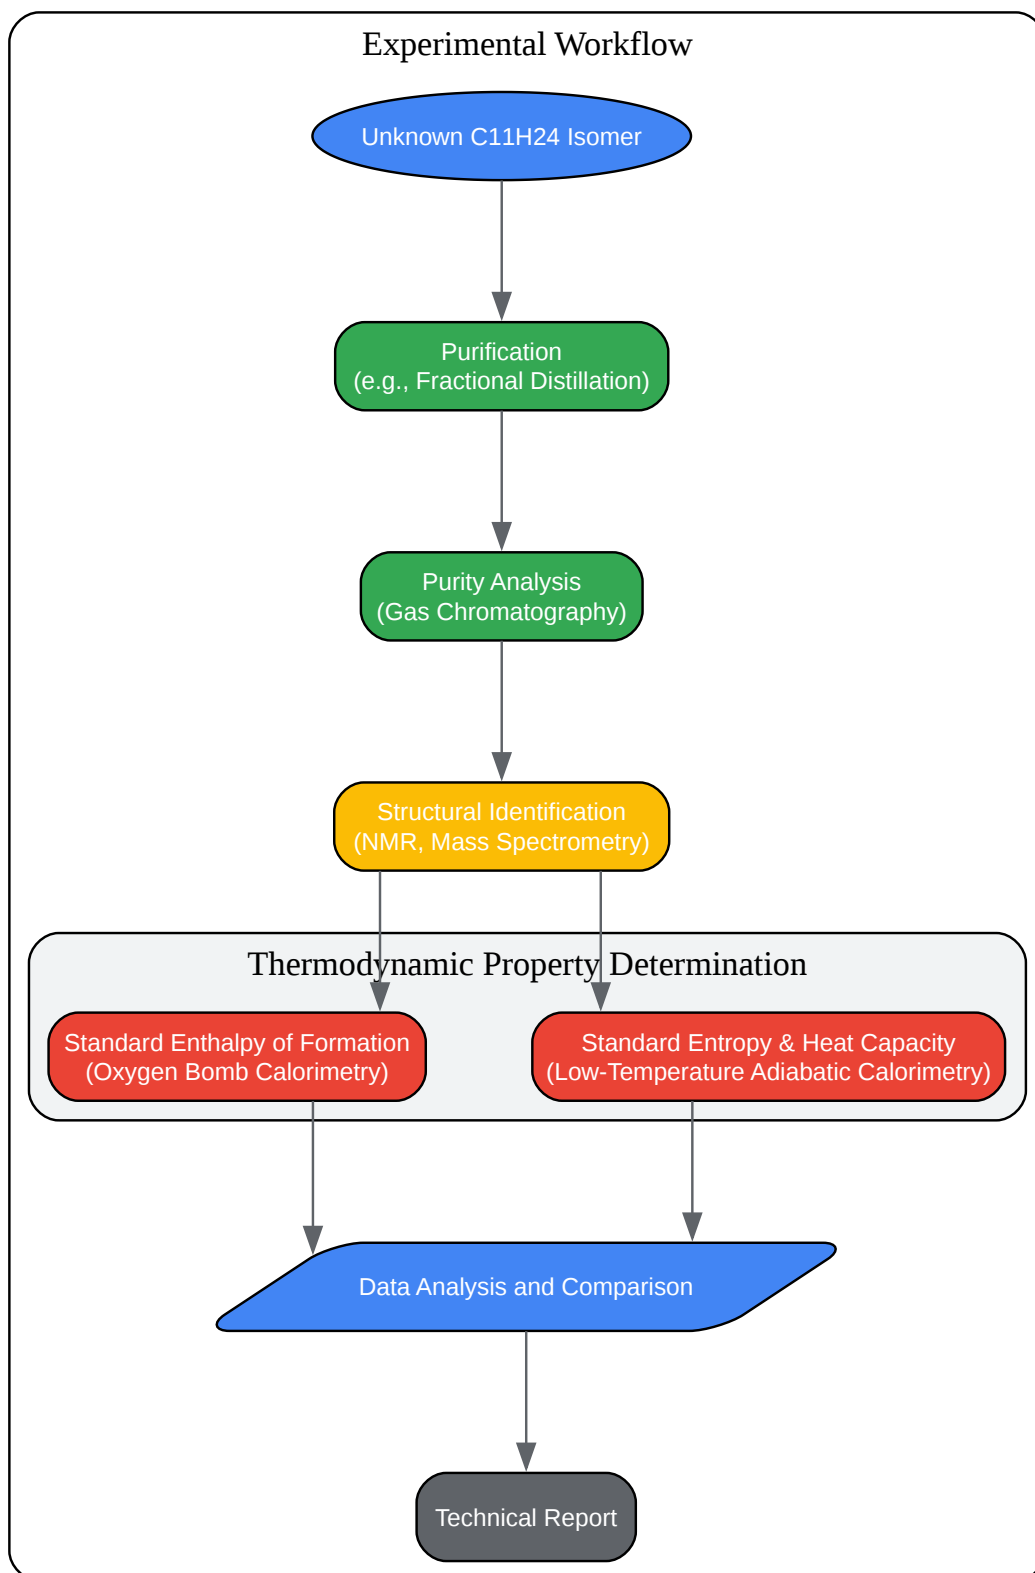 Experimental Workflow
Unknown C11H24 Isomer
Purification
(e.g., Fractional Distillation)
Purity Analysis
(Gas Chromatography)
Structural Identification
(NMR, Mass Spectrometry)
Thermodynamic Property Determination
Standard Enthalpy of Formation
(Oxygen Bomb Calorimetry)
Standard Entropy & Heat Capacity
(Low-Temperature Adiabatic Calorimetry)
Data Analysis and Comparison
Technical Report